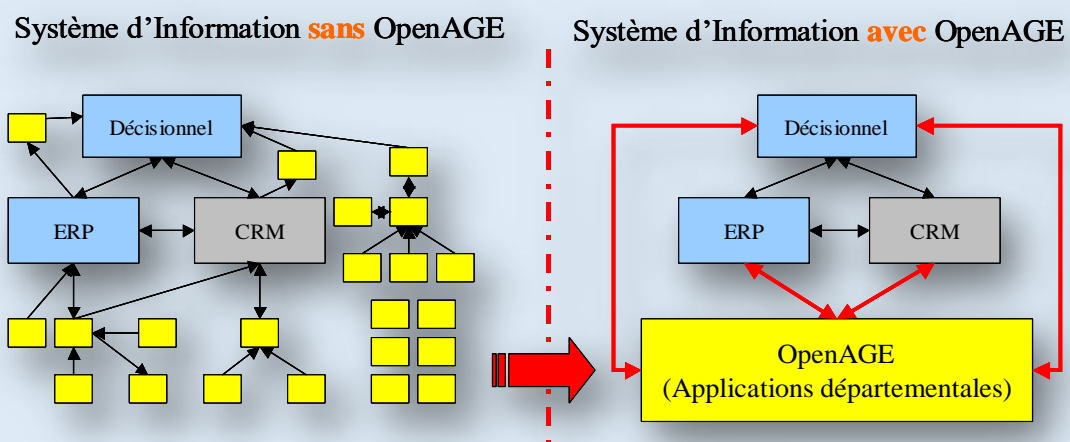 Système d’Information sans OpenAGE
Décisionnel
ERP
CRM
Système d’Information avec OpenAGE
Décisionnel
ERP
CRM
OpenAGE
(Applications départementales)